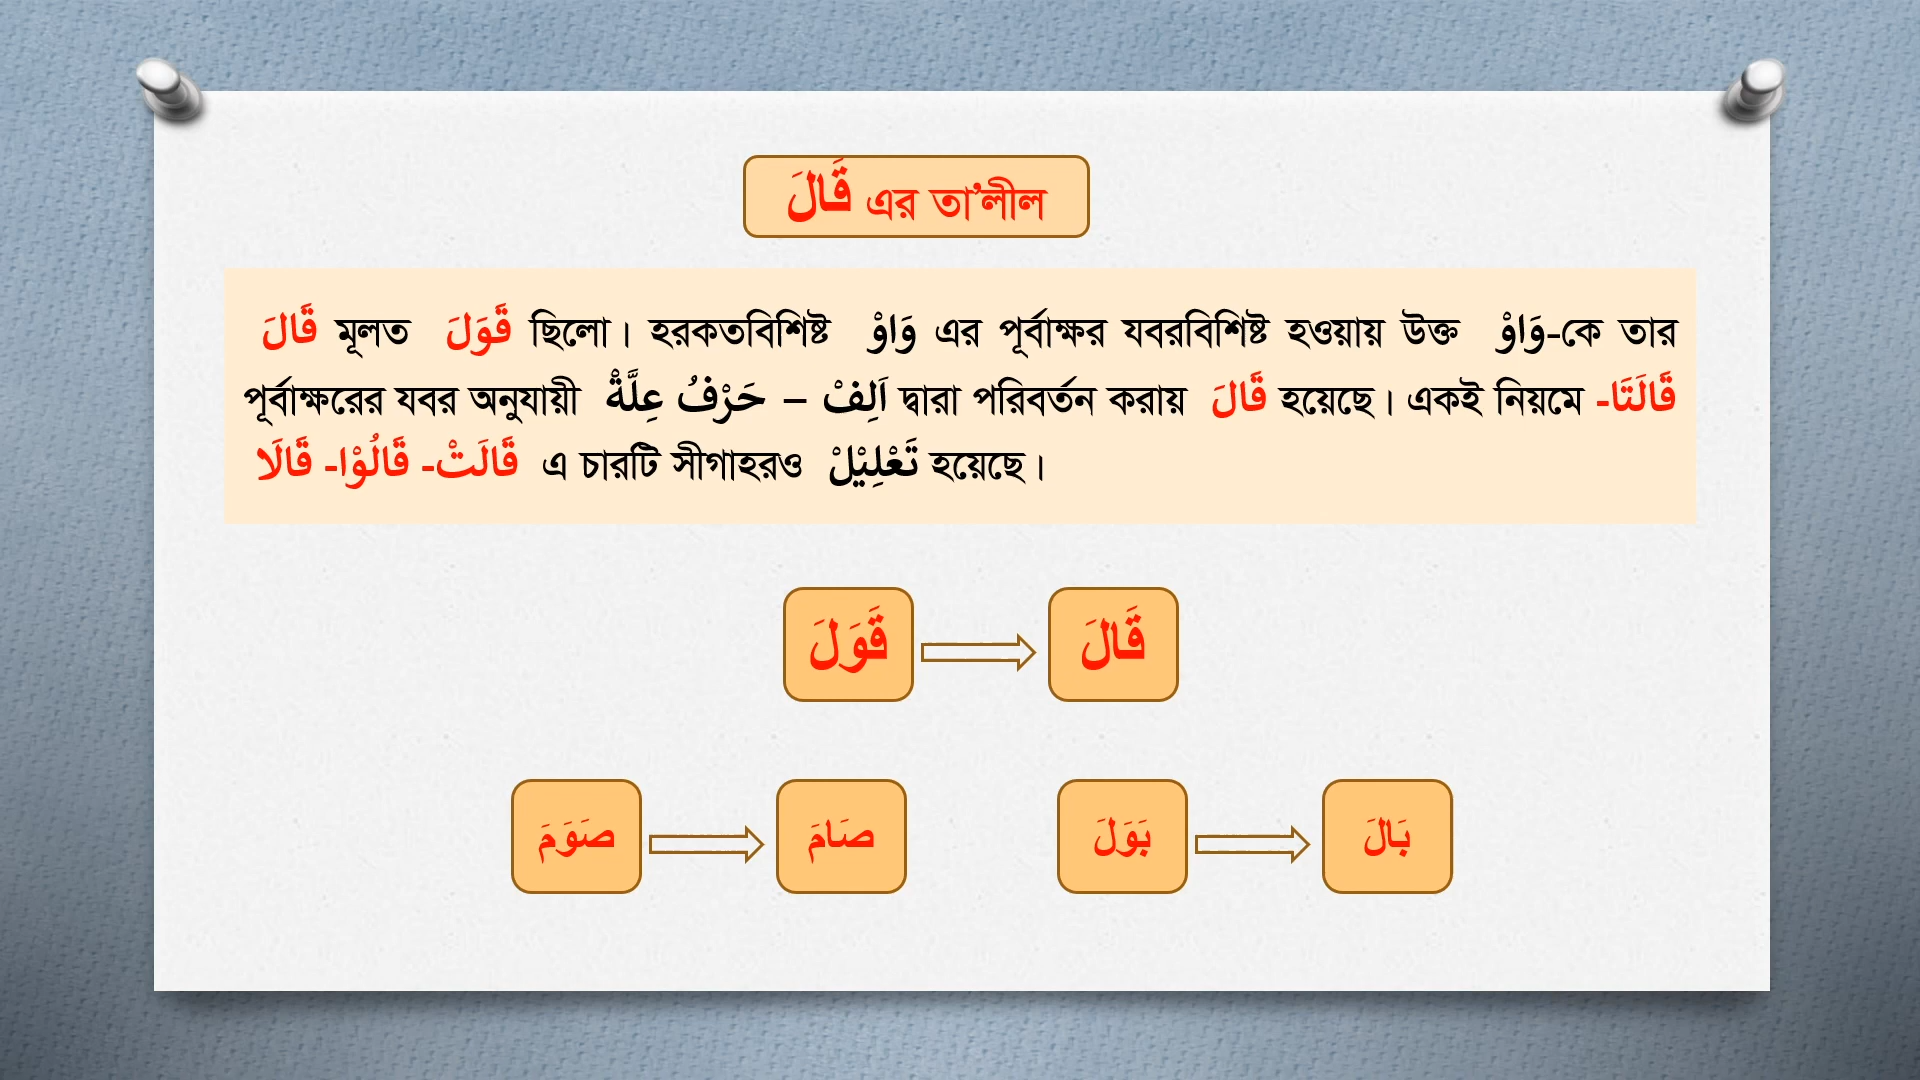 قَالَ এর তা’লীল
قَالَ মূলত قَوَلَ ছিলো। হরকতবিশিষ্ট وَاوْ এর পূর্বাক্ষর যবরবিশিষ্ট হওয়ায় উক্ত وَاوْ-কে তার
পূর্বাক্ষরের যবর অনুযায়ী اَلِفْ – حَرْفُ عِلَّةْ দ্বারা পরিবর্তন করায় قَالَ হয়েছে। একই নিয়মে قَالَتَا-
قَالَتْ- قَالُوْا- قَالَا এ চারটি সীগাহরও تَعْلِيْلْ হয়েছে।
قَوَلَ قَالَ
صَوَمَ صَامَ بَوَلَ بَالَ